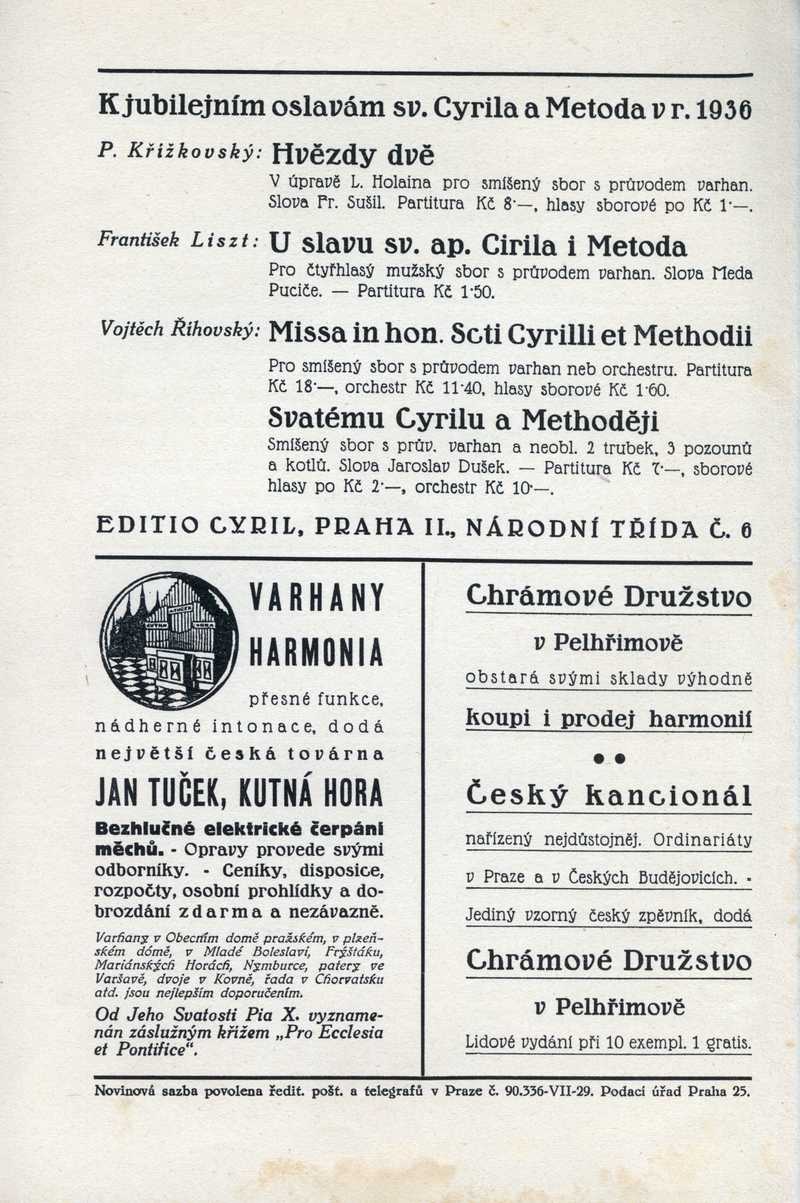 K jubilejním oslavám sv. Cyrila a Metoda v r. 1936
P. Křížkovský: Hvězdy dvě
V úpravě L. Holaina pro smíšený sbor s průvodem varhan.
Slova Fr. Sušil. Partitura Kč 8·—, hlasy sborové po Kč 1·—.
František Liszt: U slavu sv. ap. Cirila i Metoda
Pro čtyřhlasý mužský sbor s průvodem varhan. Slova Meda
Puciče. — Partitura Kč 1·50.
Vojtěch Říhovský: Missa in hon. Scti Cyrilli et Methodii
Pro smíšený sbor s průvodem varhan neb orchestru. Partitura
Kč 18·—, orchestr Kč 11·40, hlasy sborové Kč 1·60.
Svatému Cyrilu a Methoději
Smíšený sbor s prův. varhan a neobl. 2 trubek, 3 pozounů
a kotlů. Slova Jaroslav Dušek. — Partitura Kč 7·—, sborové
hlasy po Kč 2·—, orchestr Kč 10·—.
EDITIO CYRIL, PRAHA II., NÁRODNÍ TŘÍDA Č. 6
VARHANY
HARMONIA
přesné funkce,
nádherné intonace, dodá
největší česká továrna
JAN TUČEK, KUTNÁ HORA
Bezhlučné elektrické čerpání
měchů. - Opravy provede svými
odborníky. - Ceníky, disposice,
rozpočty, osobní prohlídky a do-
brozdání zdarma a nezávazně.
Varhany v Obecním domě pražském, v plzeň-
ském dómě, v Mladé Boleslavi, Frýštáku,
Mariánských Horách, Nymburce, patery ve
Varšavě, dvoje v Kovně, řada v Chorvatsku
atd. jsou nejlepším doporučením.
Od Jeho Svatosti Pia X. vyzname-
nán záslužným křížem „Pro Ecclesia
et Pontifice“.
Chrámové Družstvo
v Pelhřimově
obstará svými sklady výhodně
koupi i prodej harmonií
● ●
Český kancionál
nařízený nejdůstojněj. Ordinariáty
v Praze a v Českých Budějovicích. -
Jediný vzorný český zpěvník, dodá
Chrámové Družstvo
v Pelhřimově
Lidové vydání při 10 exempl. 1 gratis.
Novinová sazba povolena ředit. pošt. a telegrafů v Praze č. 90.336-VII-29. Podací úřad Praha 25.